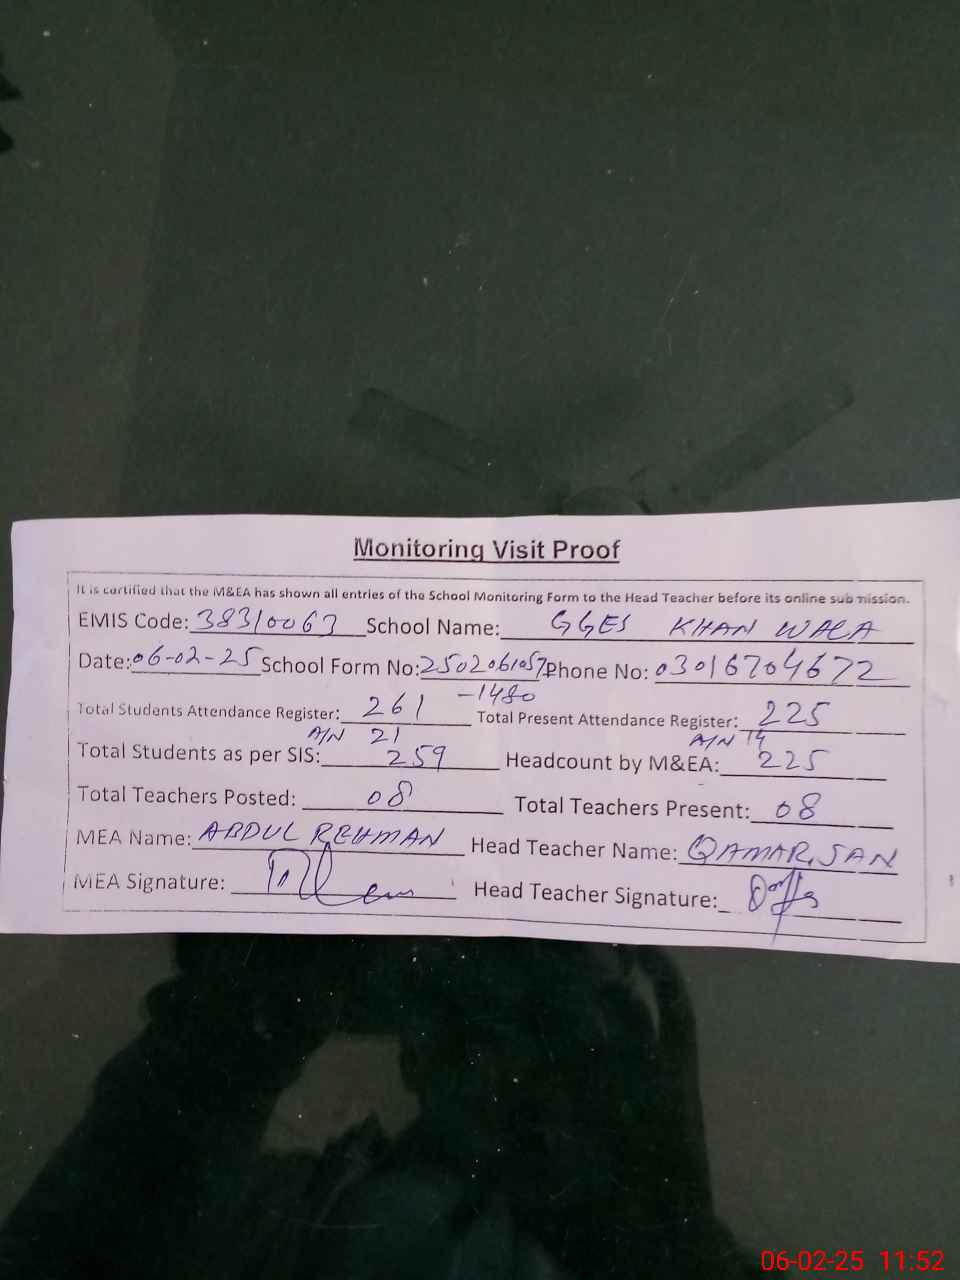 Monitoring Visit Proof
It is certified that the M&EA has shown all entries of the School Monitoring Form to the Head Teacher before its online submission.
EMIS Code: 38310063 School Name: GGES KHAN WALA
Date: 06-02-25 School Form No: 2502061057 Phone No: 03016704672
-1480
Total Students Attendance Register: 261 Total Present Attendance Register: 225
A/N 21 A/N 14
Total Students as per SIS: 259 Headcount by M&EA: 225
Total Teachers Posted: 08 Total Teachers Present: 08
MEA Name: ABDUL REHMAN Head Teacher Name: QAMAR, JAN
MEA Signature: Head Teacher Signature:
06-02-25 11:52